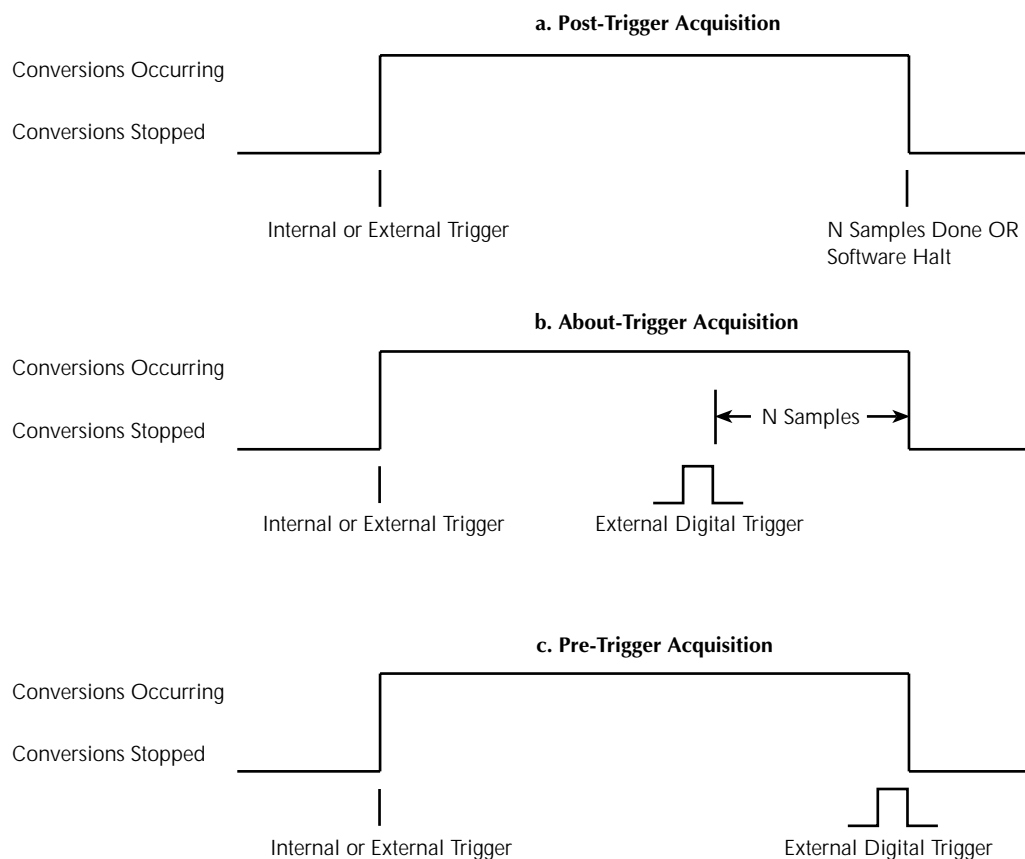 a. Post-Trigger Acquisition
Conversions Occurring
Conversions Stopped
Internal or External Trigger
N Samples Done OR
Software Halt
b. About-Trigger Acquisition
Conversions Occurring
N Samples
Conversions Stopped
Internal or External Trigger
External Digital Trigger
c. Pre-Trigger Acquisition
Conversions Occurring
Conversions Stopped
Internal or External Trigger
External Digital Trigger